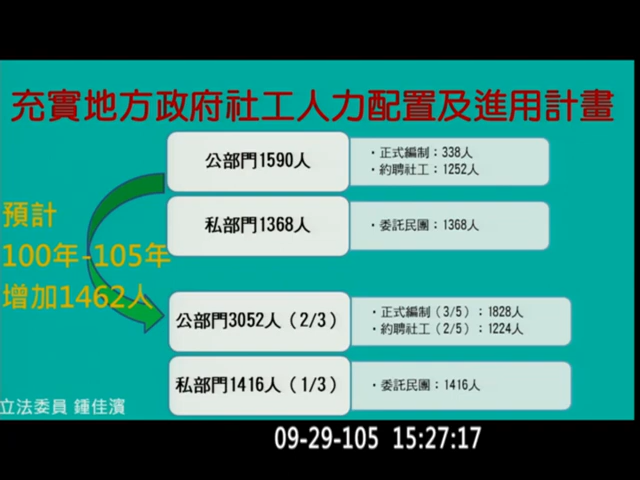 充實地方政府社工人力配置及進用計畫
公部門1590人
・正式編制：338人
・約聘社工：1252人
私部門1368人
・委託民團：1368人
預計
100年-105年
增加1462人
公部門3052人（2/3）
・正式編制（3/5）：1828人
・約聘社工（2/5）：1224人
私部門1416人（1/3）
・委託民團：1416人
立法委員 鍾佳濱
09-29-105 15:27:17